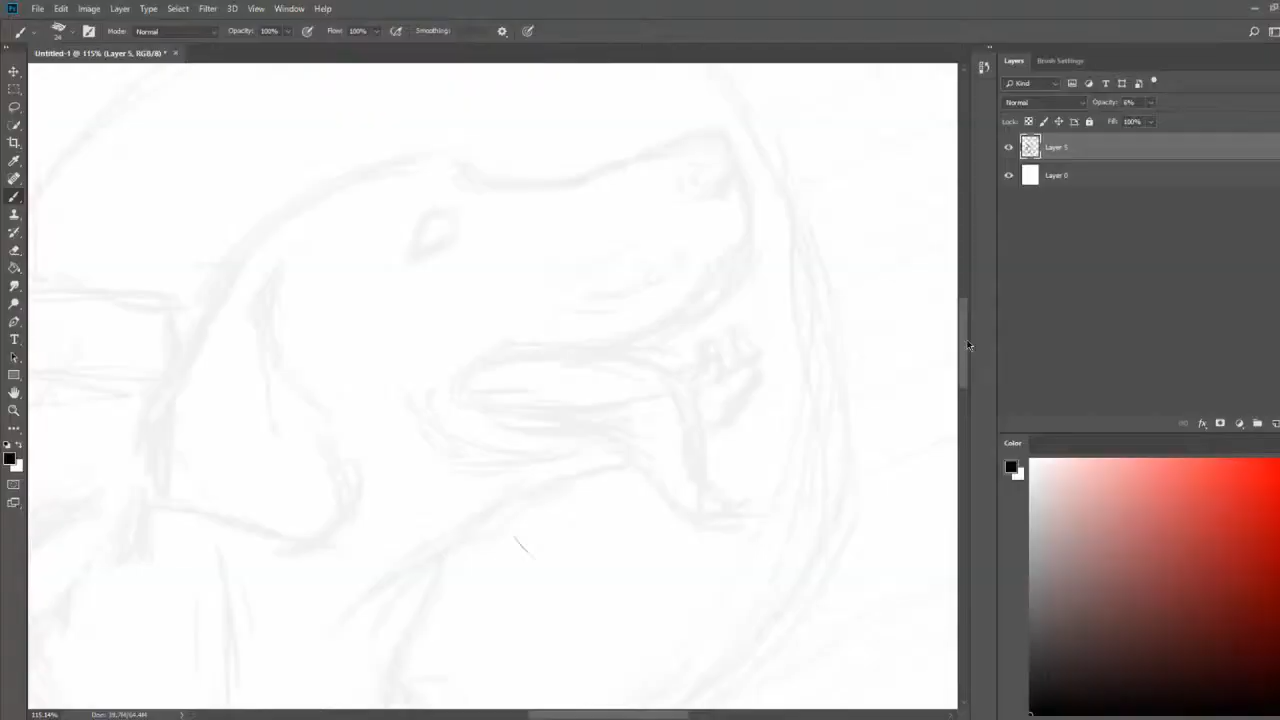 File Edit Image Layer Type Select Filter 3D View Window Help
24 Mode: Normal Opacity: 100% Flow: 100% Smoothing:
Untitled-1 @ 115% (Layer 5, RGB/8) * ×
Layers Brush Settings
Kind
Normal Opacity: 6%
Lock: Fill: 100%
Layer 5
Layer 0
Color
115.14% Doc: 39.7M/64.4M